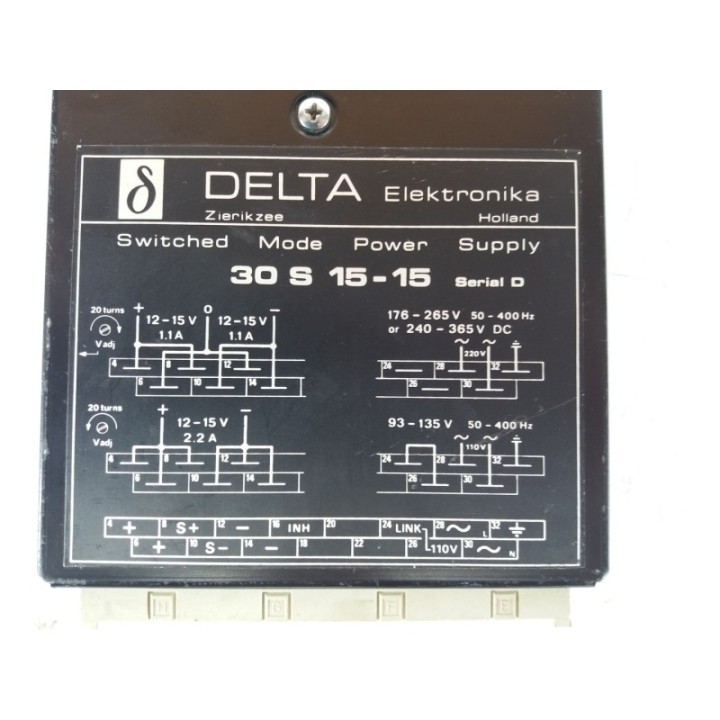 δ DELTA Elektronika
Zierikzee Holland
Switched Mode Power Supply
30 S 15-15 Serial D
20 turns
Vadj
+ 0 −
12-15 V 12-15 V
1.1 A 1.1 A
4 8 12
6 10 14
176-265 V 50-400 Hz
or 240-365 V DC
~ ~
220V
24 28 32
26 30
20 turns
Vadj
+ −
12-15 V
2.2 A
4 8 12
6 10 14
93-135 V 50-400 Hz
~ ~
110V
24 28 32
26 30
4 + 8 S+ 12 − 16 INH 20 24 LINK 28 ~ L 32
6 + 10 S- 14 − 18 22 26 110V 30 ~ N